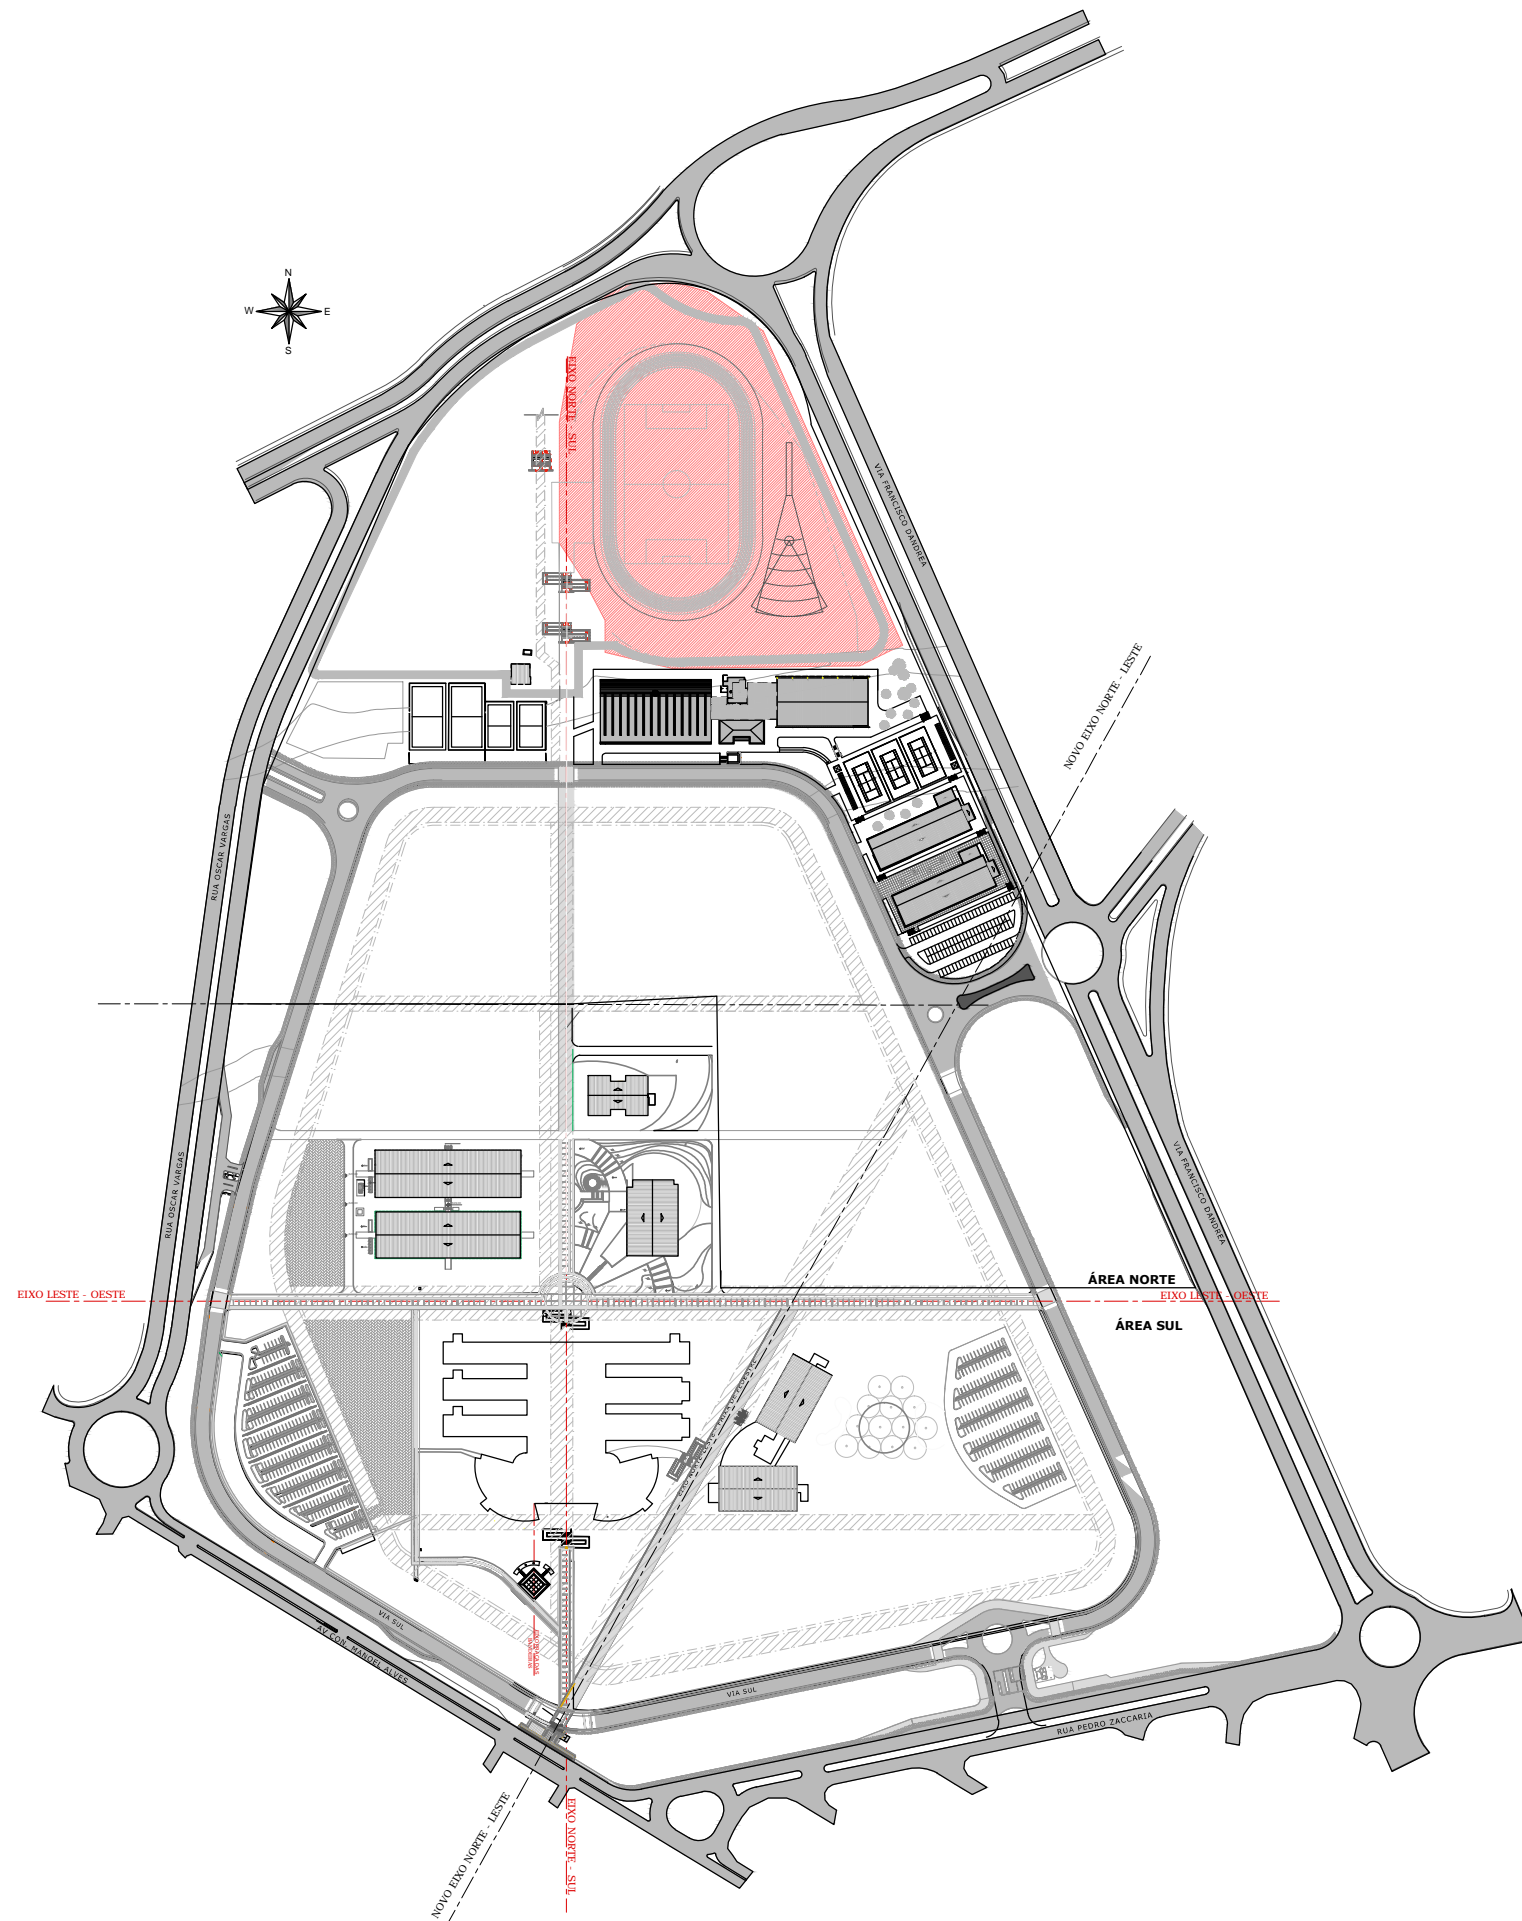 N
W
E
S
EIXO NORTE - SUL
VIA FRANCISCO DANDREA
NOVO EIXO NORTE - LESTE
RUA OSCAR VARGAS
RUA OSCAR VARGAS
VIA FRANCISCO DANDREA
ÁREA NORTE
EIXO LESTE - OESTE
EIXO LESTE - OESTE
ÁREA SUL
VIA SUL
AV CON. MANOEL ALVES
VIA SUL
RUA PEDRO ZACCARIA
NOVO EIXO NORTE - LESTE
EIXO NORTE - SUL